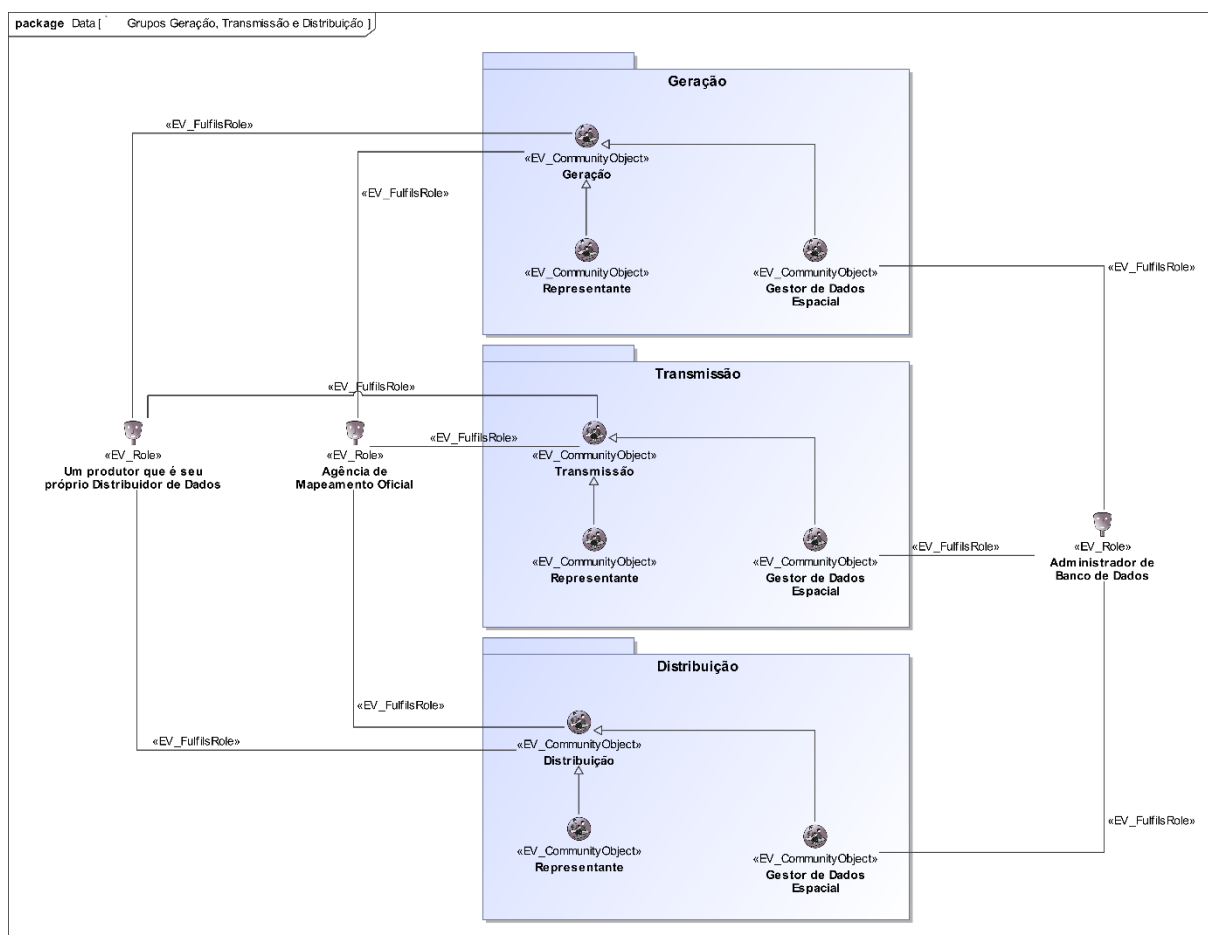 package Data [ Grupos Geração, Transmissão e Distribuição ]
Geração
«EV_FulfilsRole»
«EV_CommunityObject»
Geração
«EV_FulfilsRole»
«EV_CommunityObject»
Representante
«EV_CommunityObject»
Gestor de Dados
Espacial
«EV_FulfilsRole»
Transmissão
«EV_FulfilsRole»
«EV_Role»
Um produtor que é seu
próprio Distribuidor de Dados
«EV_Role»
Agência de
Mapeamento Oficial
«EV_FulfilsRole»
«EV_CommunityObject»
Transmissão
«EV_CommunityObject»
Representante
«EV_CommunityObject»
Gestor de Dados
Espacial
«EV_FulfilsRole»
«EV_Role»
Administrador de
Banco de Dados
Distribuição
«EV_FulfilsRole»
«EV_FulfilsRole»
«EV_CommunityObject»
Distribuição
«EV_CommunityObject»
Representante
«EV_CommunityObject»
Gestor de Dados
Espacial
«EV_FulfilsRole»